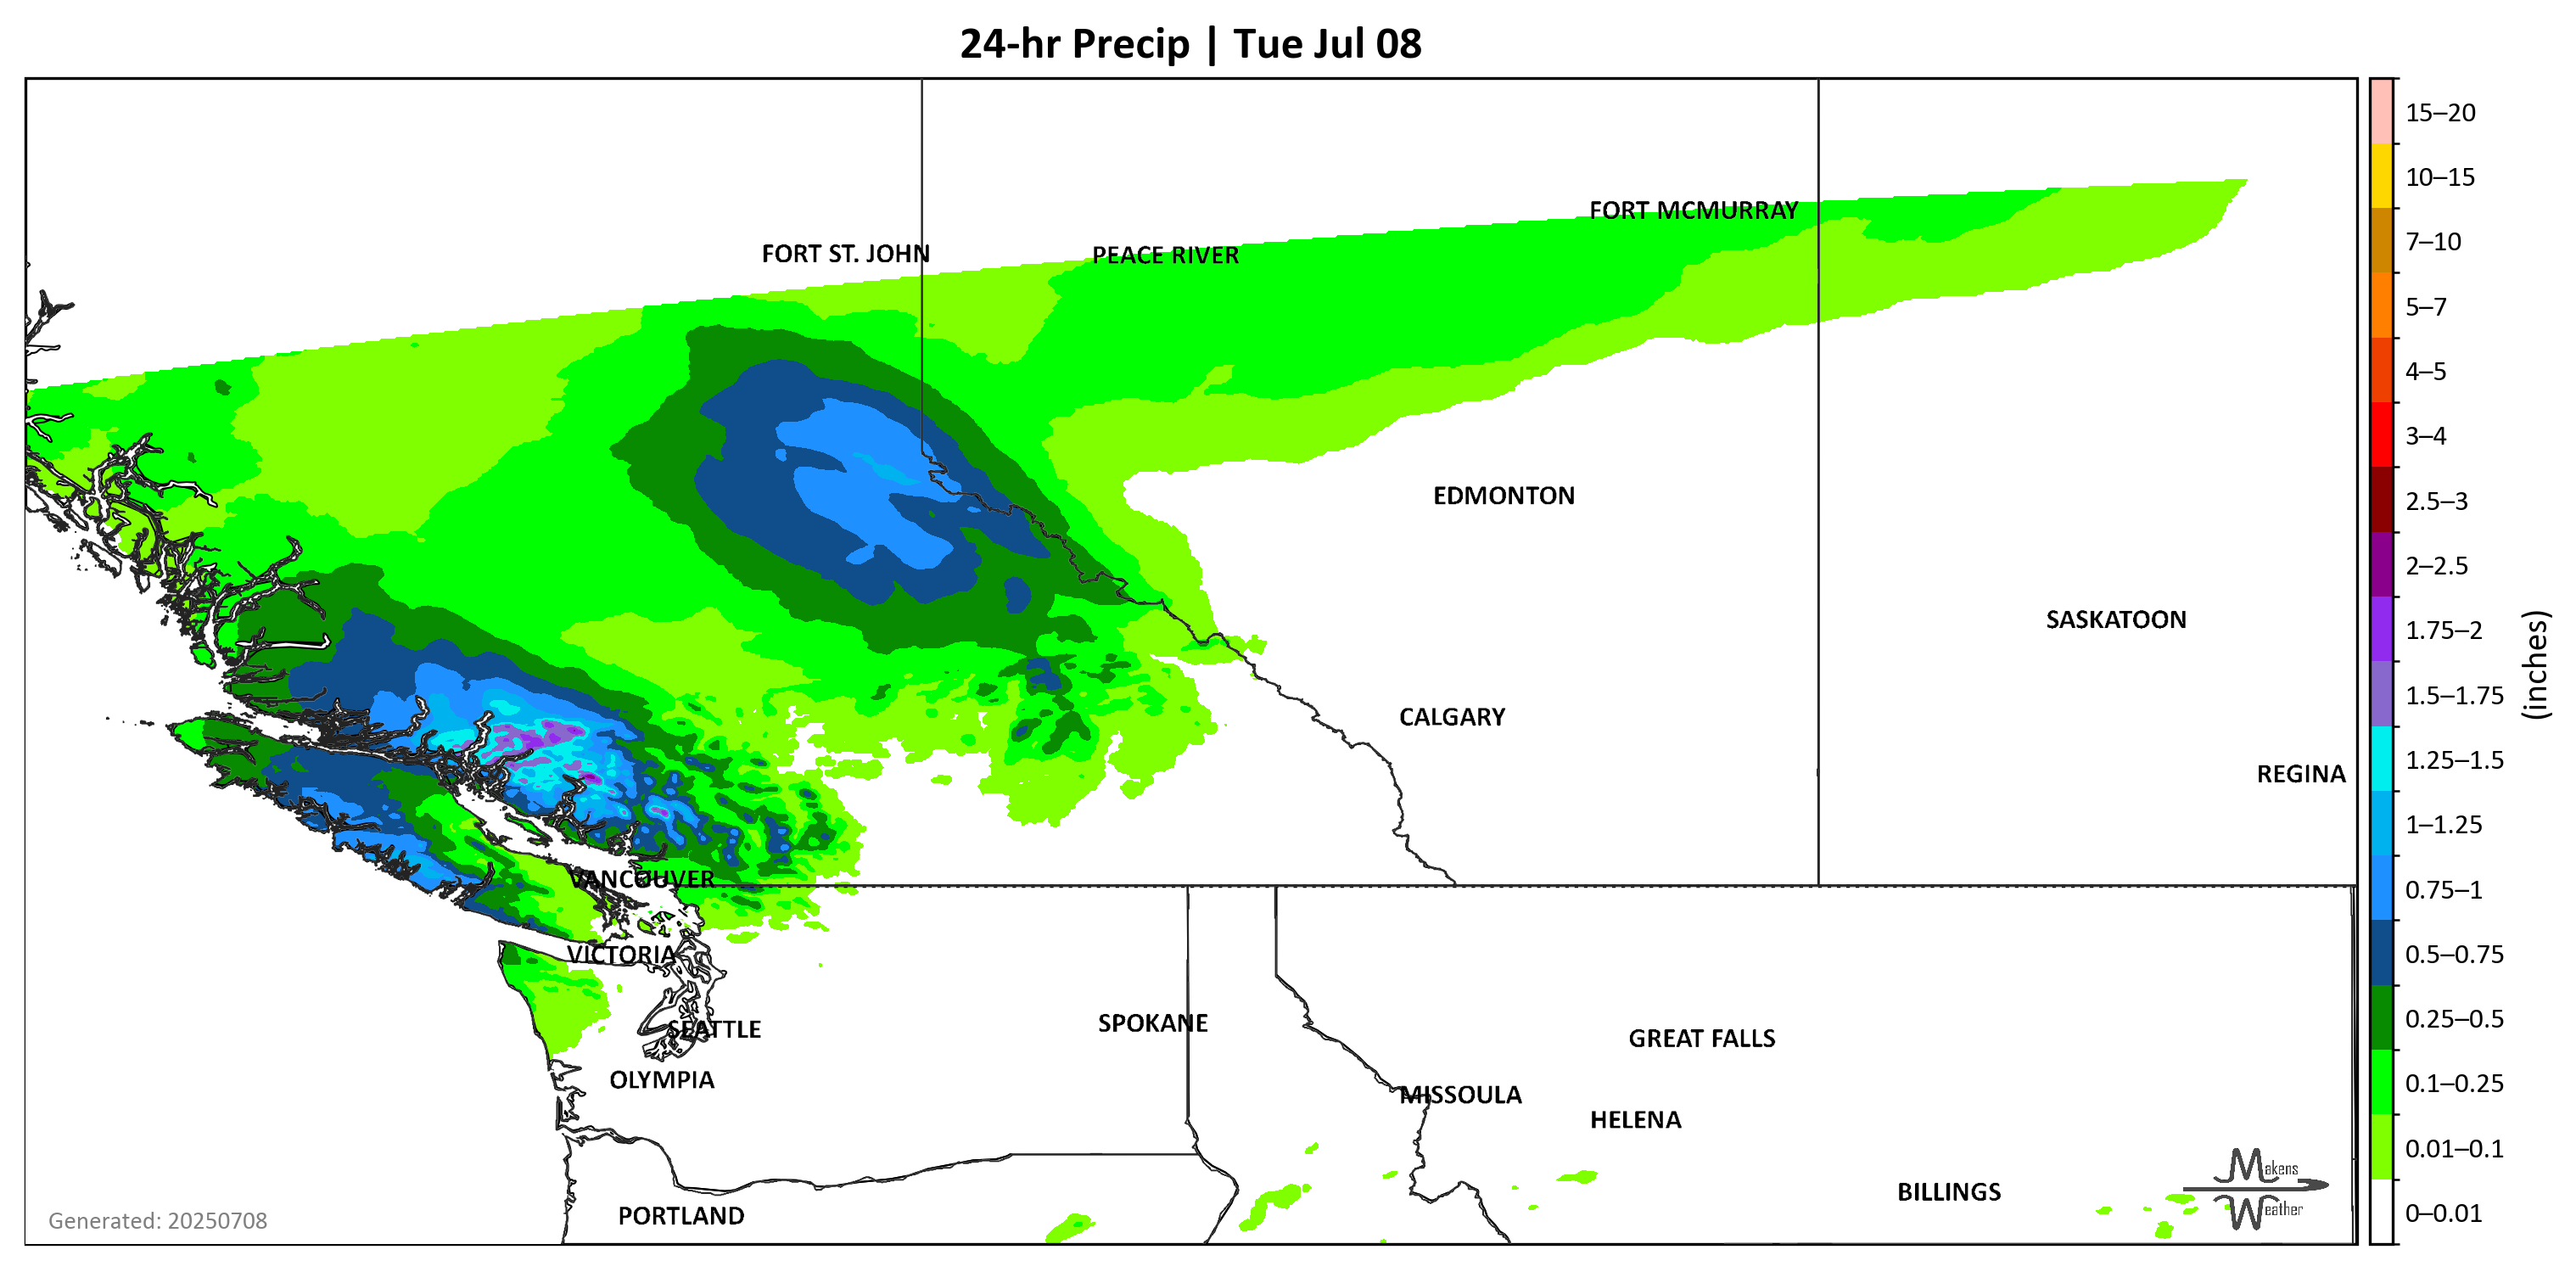 24-hr Precip | Tue Jul 08
15–20
10–15
FORT MCMURRAY
7–10
FORT ST. JOHN
PEACE RIVER
5–7
4–5
3–4
EDMONTON
2.5–3
2–2.5
SASKATOON
1.75–2
(inches)
1.5–1.75
CALGARY
1.25–1.5
REGINA
1–1.25
VANCOUVER
0.75–1
VICTORIA
0.5–0.75
SPOKANE
0.25–0.5
SEATTLE
GREAT FALLS
OLYMPIA
0.1–0.25
MISSOULA
HELENA
0.01–0.1
Makens
Weather
BILLINGS
PORTLAND
Generated: 20250708
0–0.01